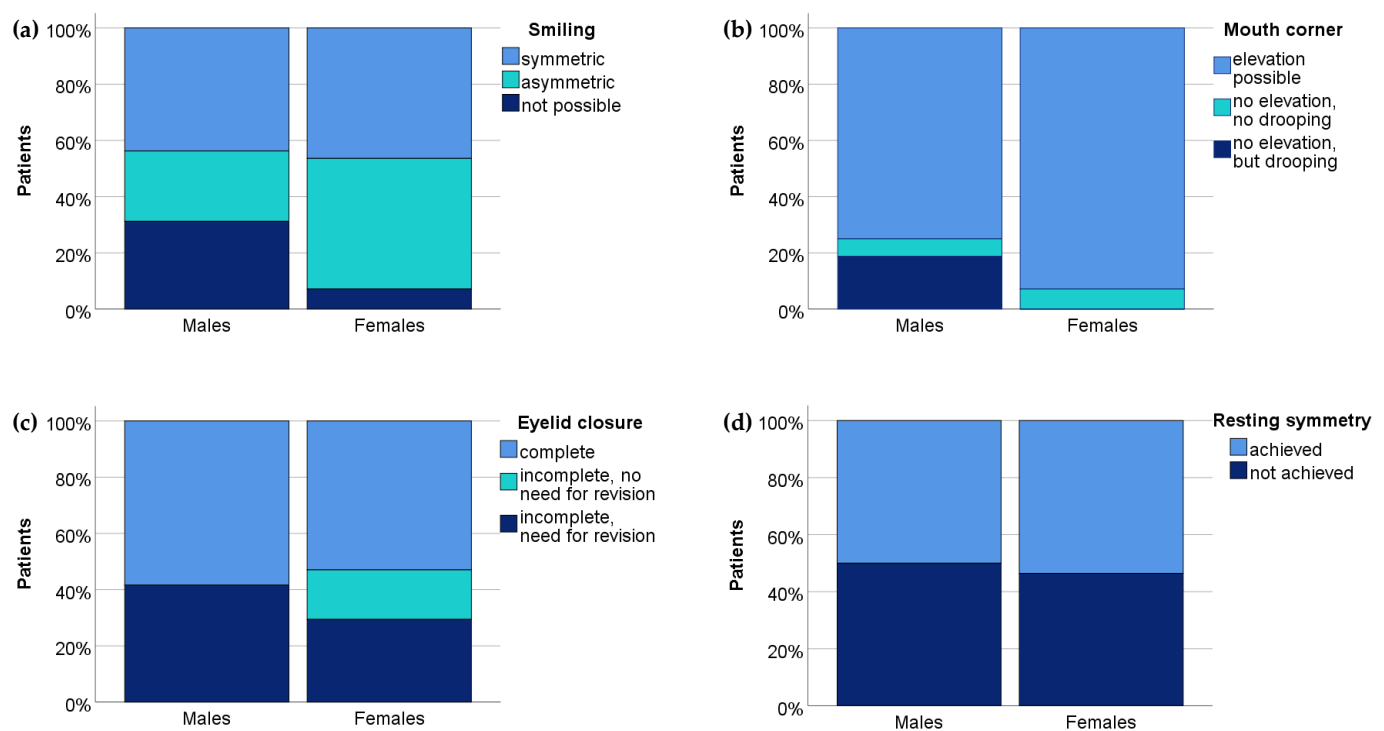 (a)
Smiling
symmetric
asymmetric
not possible
Patients
100%
80%
60%
40%
20%
0%
Males
Females
(b)
Mouth corner
elevation
possible
no elevation,
no drooping
no elevation,
but drooping
Patients
100%
80%
60%
40%
20%
0%
Males
Females
(c)
Eyelid closure
complete
incomplete, no
need for revision
incomplete,
need for revision
Patients
100%
80%
60%
40%
20%
0%
Males
Females
(d)
Resting symmetry
achieved
not achieved
Patients
100%
80%
60%
40%
20%
0%
Males
Females